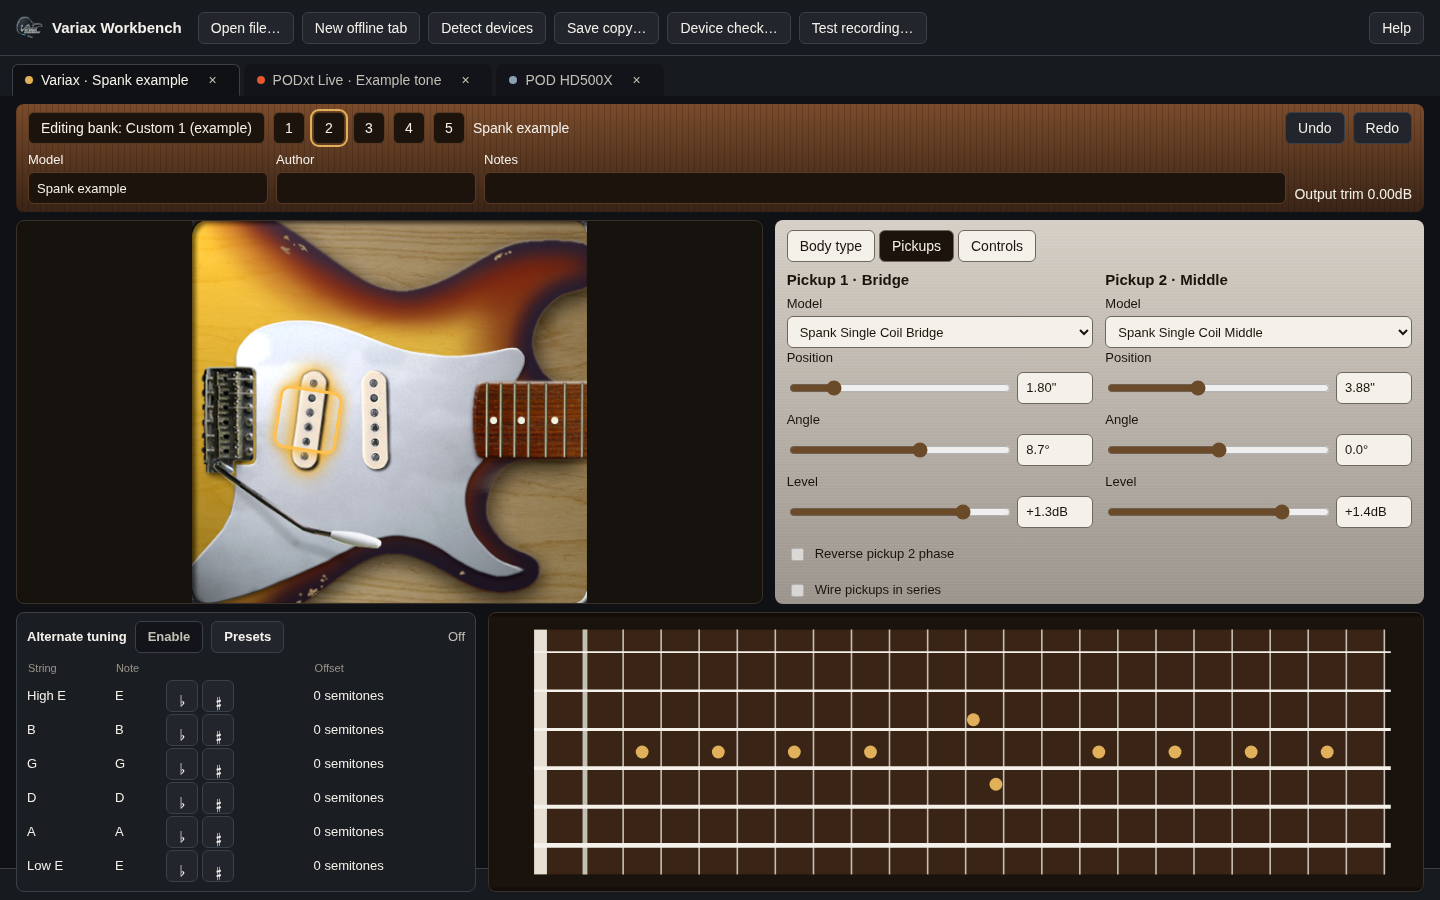 Variax Workbench
Open file…
New offline tab
Detect devices
Save copy…
Device check…
Test recording…
Help
Variax · Spank example ×
PODxt Live · Example tone ×
POD HD500X ×
Editing bank: Custom 1 (example) 1 2 3 4 5 Spank example
Undo Redo
Model Author Notes
Spank example
Output trim 0.00dB
Body type Pickups Controls
Pickup 1 · Bridge
Model
Spank Single Coil Bridge
Position
1.80"
Angle
8.7°
Level
+1.3dB
Pickup 2 · Middle
Model
Spank Single Coil Middle
Position
3.88"
Angle
0.0°
Level
+1.4dB
Reverse pickup 2 phase
Wire pickups in series
Alternate tuning Enable Presets Off
String Note Offset
High E E ♭ ♯ 0 semitones
B B ♭ ♯ 0 semitones
G G ♭ ♯ 0 semitones
D D ♭ ♯ 0 semitones
A A ♭ ♯ 0 semitones
Low E E ♭ ♯ 0 semitones